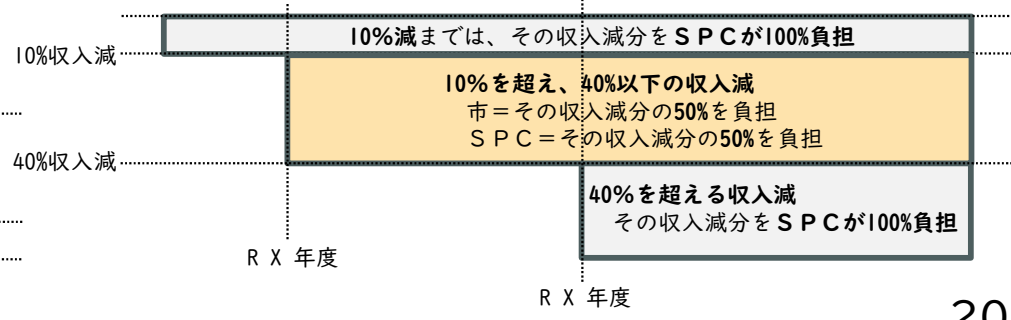 10%減までは、その収入減分をＳＰＣが100%負担
10%収入減
10%を超え、40%以下の収入減
市＝その収入減分の50%を負担
ＳＰＣ＝その収入減分の50%を負担
40%収入減
40%を超える収入減
その収入減分をＳＰＣが100%負担
Ｒ Ｘ 年度
Ｒ Ｘ 年度
20